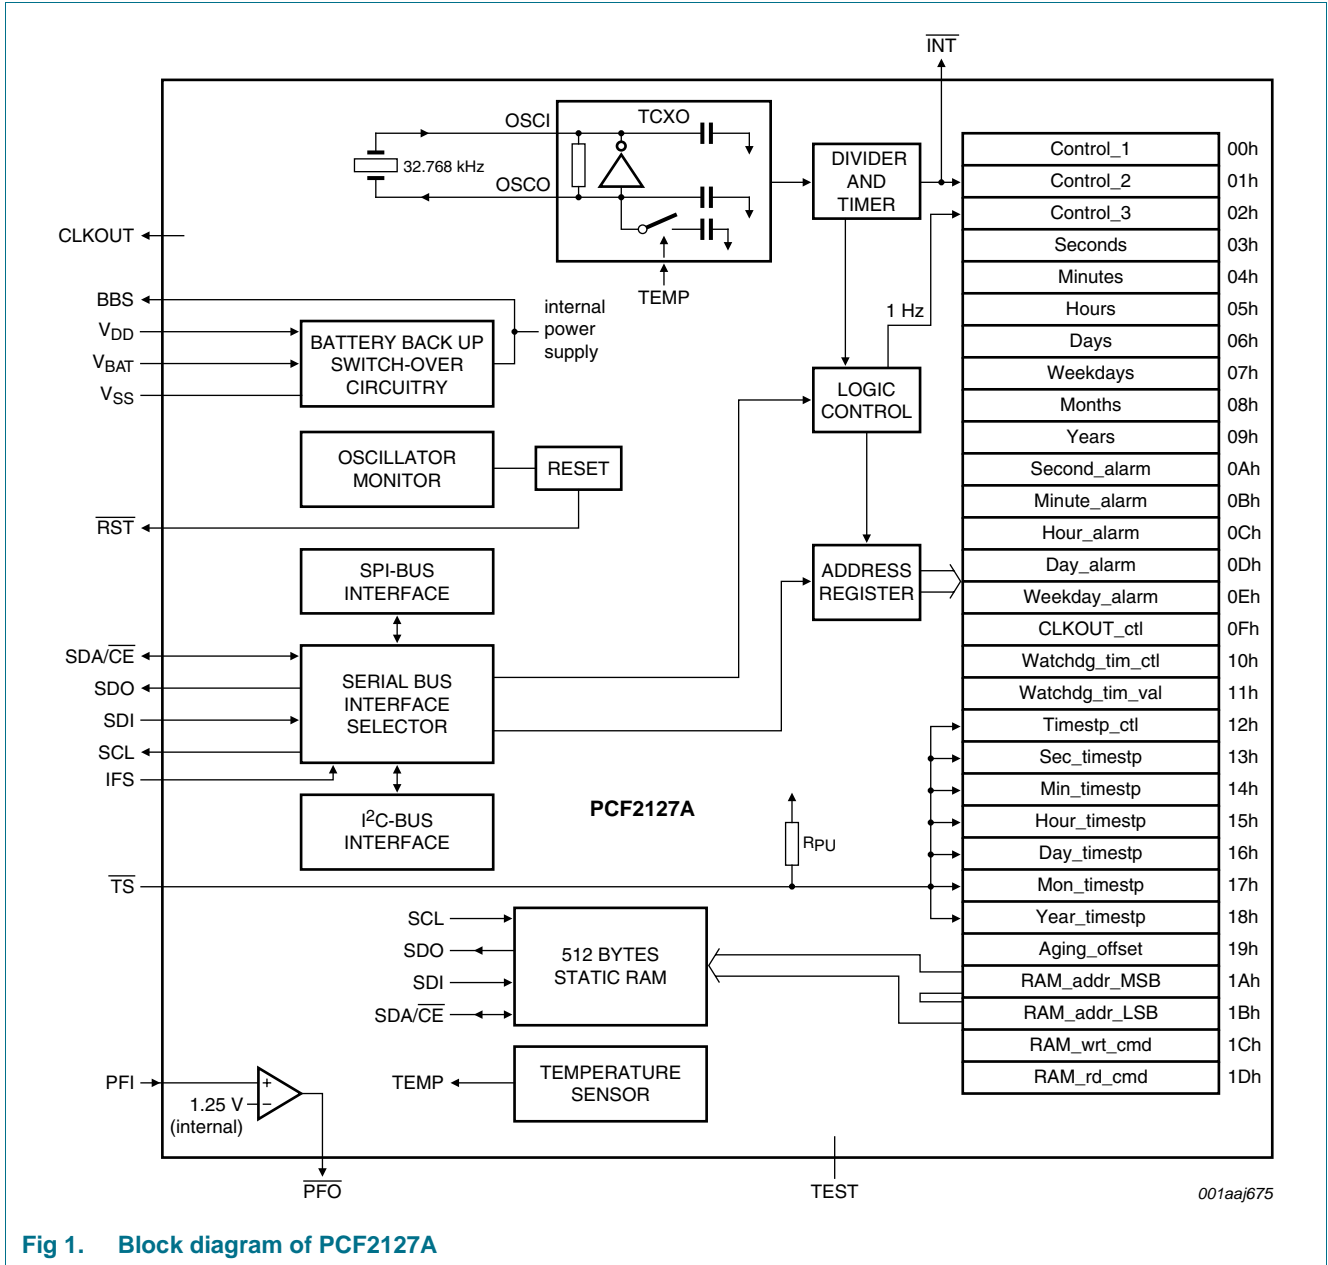 INT
OSCI
TCXO
32.768 kHz
OSCO
TEMP
DIVIDER
AND
TIMER
1 Hz
CLKOUT
BBS
VDD
VBAT
VSS
BATTERY BACK UP
SWITCH-OVER
CIRCUITRY
internal
power
supply
OSCILLATOR
MONITOR
RESET
RST
LOGIC
CONTROL
SPI-BUS
INTERFACE
ADDRESS
REGISTER
SDA/CE
SDO
SDI
SCL
IFS
SERIAL BUS
INTERFACE
SELECTOR
I2C-BUS
INTERFACE
PCF2127A
RPU
TS
SCL
SDO
SDI
SDA/CE
512 BYTES
STATIC RAM
PFI
+
1.25 V
–
(internal)
TEMP
TEMPERATURE
SENSOR
PFO
TEST
Control_1 00h
Control_2 01h
Control_3 02h
Seconds 03h
Minutes 04h
Hours 05h
Days 06h
Weekdays 07h
Months 08h
Years 09h
Second_alarm 0Ah
Minute_alarm 0Bh
Hour_alarm 0Ch
Day_alarm 0Dh
Weekday_alarm 0Eh
CLKOUT_ctl 0Fh
Watchdg_tim_ctl 10h
Watchdg_tim_val 11h
Timestp_ctl 12h
Sec_timestp 13h
Min_timestp 14h
Hour_timestp 15h
Day_timestp 16h
Mon_timestp 17h
Year_timestp 18h
Aging_offset 19h
RAM_addr_MSB 1Ah
RAM_addr_LSB 1Bh
RAM_wrt_cmd 1Ch
RAM_rd_cmd 1Dh
001aaj675
Fig 1. Block diagram of PCF2127A